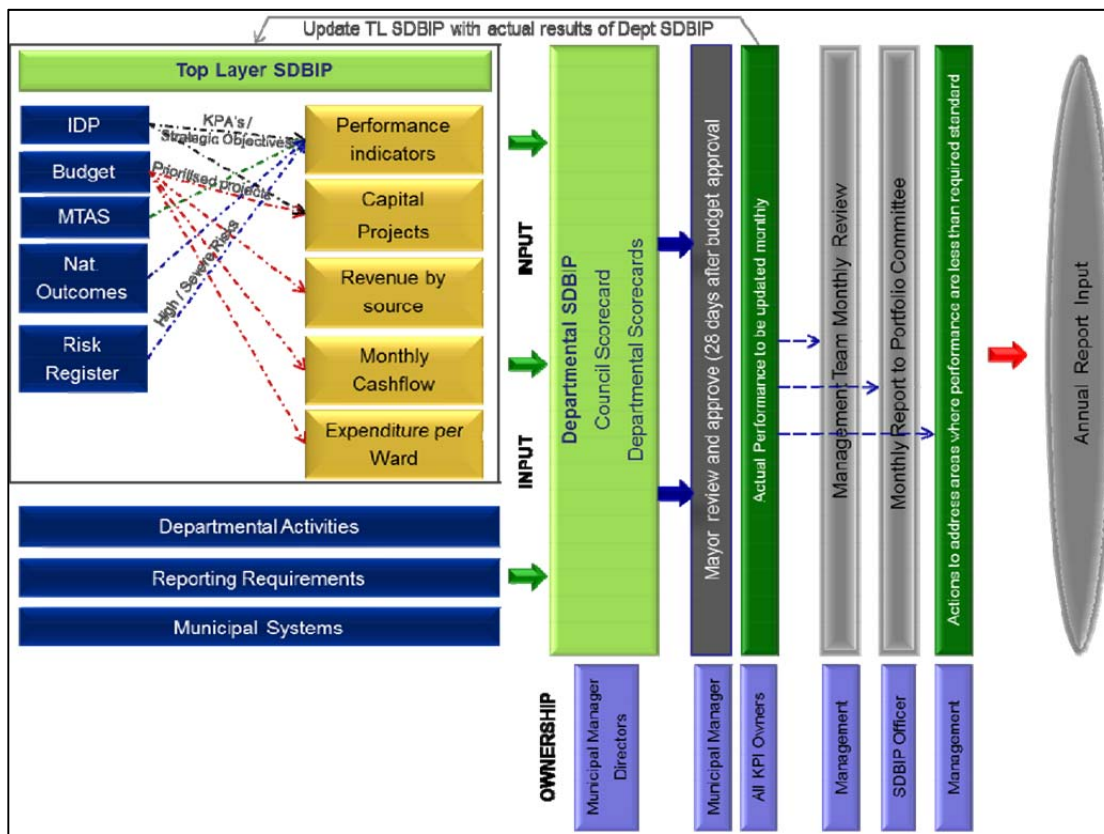 Update TL SDBIP with actual results of Dept SDBIP
Top Layer SDBIP
IDP
Budget
MTAS
Nat.
Outcomes
Risk
Register
KPA's /
Strategic Objectives
Prioritised projects
High / Severe Risks
Performance
indicators
Capital
Projects
Revenue by
source
Monthly
Cashflow
Expenditure per
Ward
Departmental Activities
Reporting Requirements
Municipal Systems
INPUT
INPUT
Departmental SDBIP
Council Scorecard
Departmental Scorecards
Mayor review and approve (28 days after budget approval
Actual Performance to be updated monthly
Management Team Monthly Review
Monthly Report to Portfolio Committee
Actions to address areas where performance are less than required standard
Annual Report Input
OWNERSHIP
Municipal Manager
Directors
Municipal Manager
All KPI Owners
Management
SDBIP Officer
Management